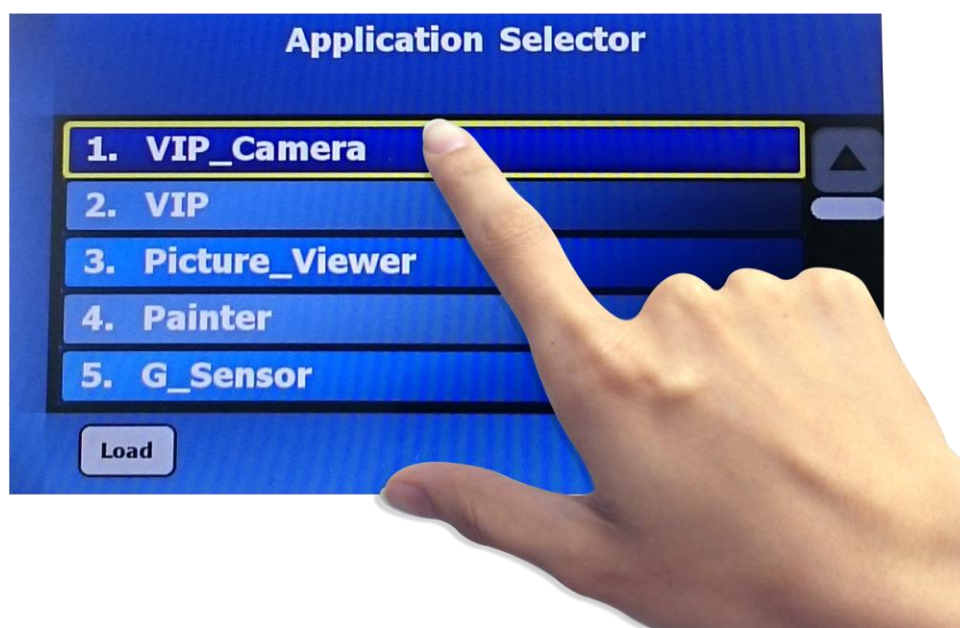 Application Selector
1. VIP_Camera
2. VIP
3. Picture_Viewer
4. Painter
5. G_Sensor
Load